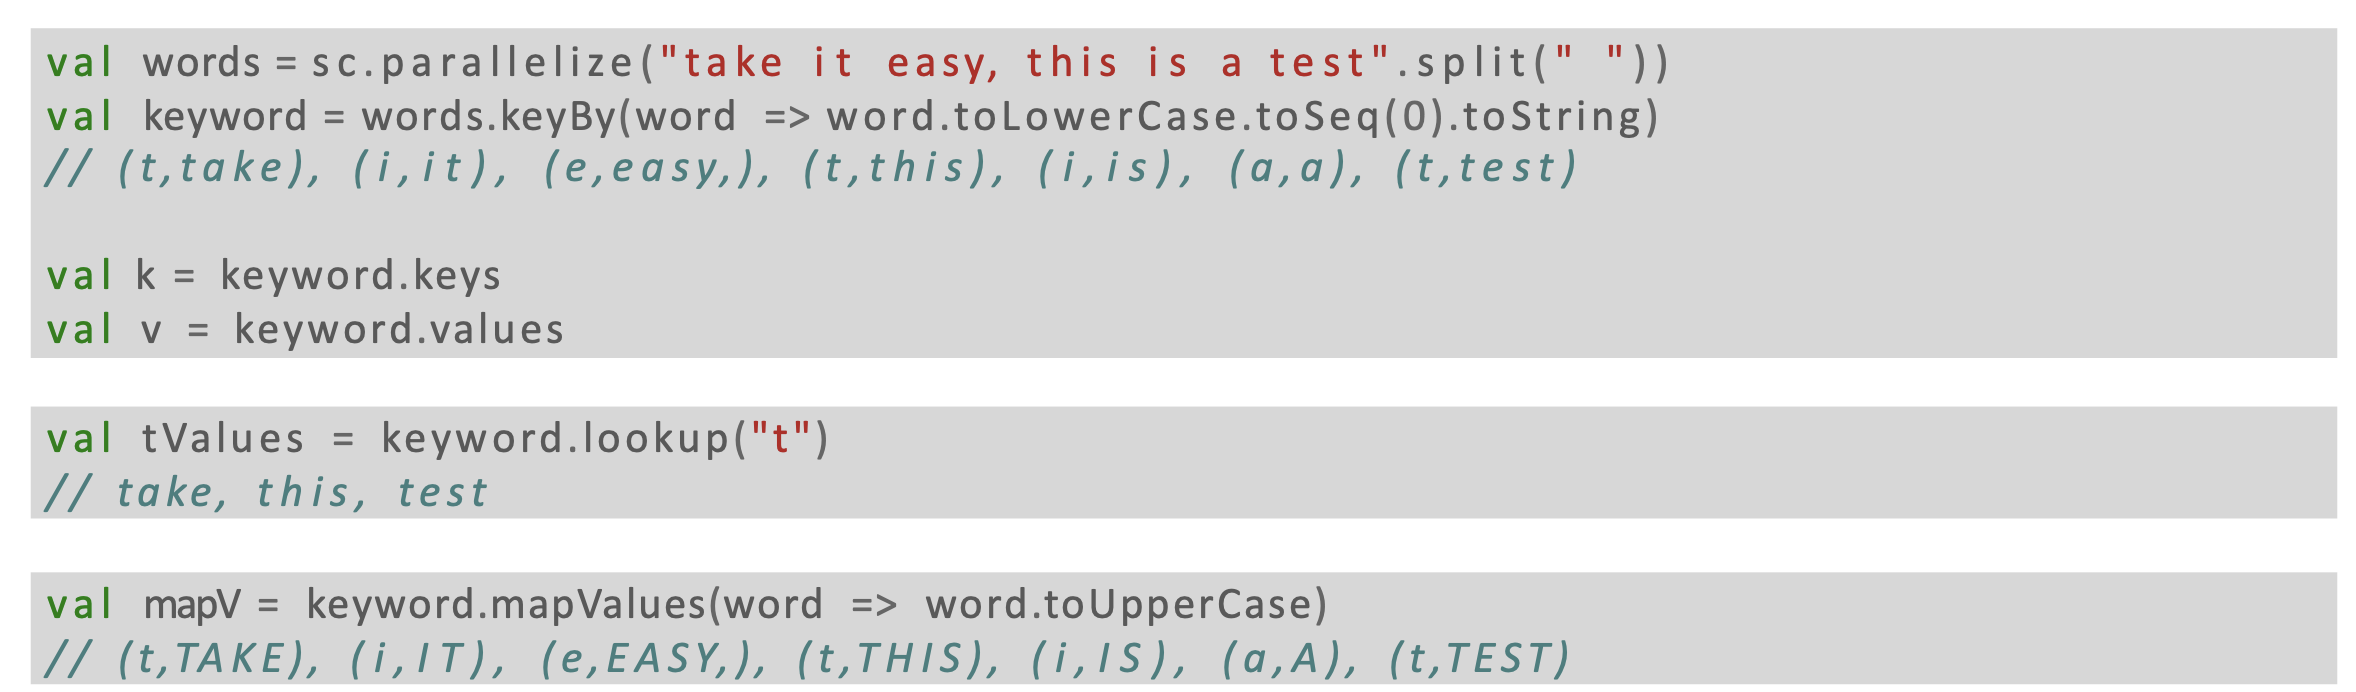 val words = sc.parallelize("take it easy, this is a test".split(" "))
val keyword = words.keyBy(word => word.toLowerCase.toSeq(0).toString)
// (t,take), (i,it), (e,easy,), (t,this), (i,is), (a,a), (t,test)
val k = keyword.keys
val v = keyword.values
val tValues = keyword.lookup("t")
// take, this, test
val mapV = keyword.mapValues(word => word.toUpperCase)
// (t,TAKE), (i,IT), (e,EASY,), (t,THIS), (i,IS), (a,A), (t,TEST)